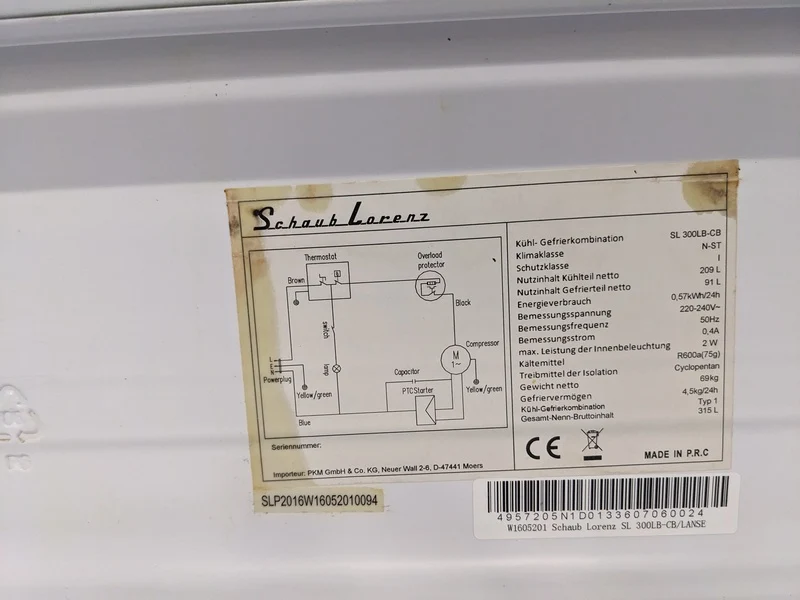 Schaub Lorenz
Thermostat
Overload
protector
Brown
Black
switch
lamp
Compressor
M
1~
L
E
N
Powerplug
Yellow/green
Capacitor
PTCStarter
Yellow/green
Blue
Seriennummer:
Importeur: PKM GmbH & Co. KG, Neuer Wall 2-6, D-47441 Moers
SLP2016W16052010094
Kühl- Gefrierkombination SL 300LB-CB
Klimaklasse N-ST
Schutzklasse I
Nutzinhalt Kühlteil netto 209 L
Nutzinhalt Gefrierteil netto 91 L
Energieverbrauch 0,57kWh/24h
Bemessungsspannung 220-240V~
Bemessungsfrequenz 50Hz
Bemessungsstrom 0,4A
max. Leistung der Innenbeleuchtung 2 W
Kältemittel R600a(75g)
Treibmittel der Isolation Cyclopentan
Gewicht netto 69kg
Gefriervermögen 4,5kg/24h
Kühl-Gefrierkombination Typ 1
Gesamt-Nenn-Bruttoinhalt 315 L
CE
MADE IN P.R.C
4957205N1D0133607060024
W1605201 Schaub Lorenz SL 300LB-CB/LANSE